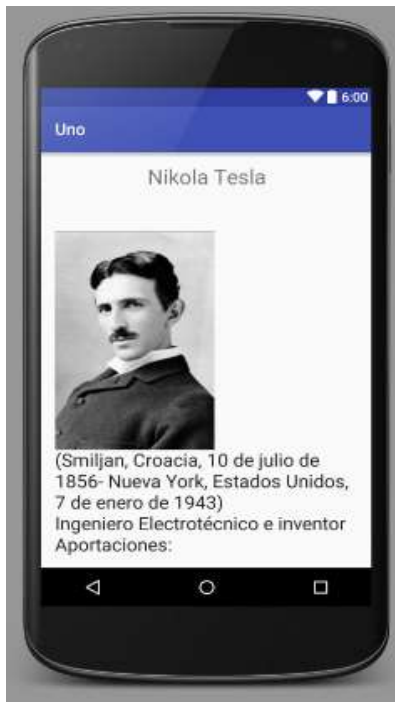 6:00
Uno
Nikola Tesla
(Smiljan, Croacia, 10 de julio de
1856- Nueva York, Estados Unidos,
7 de enero de 1943)
Ingeniero Electrotécnico e inventor
Aportaciones: